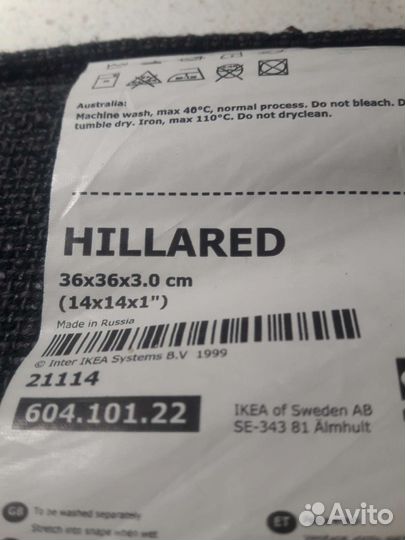 Australia:
Machine wash, max 40°C, normal process. Do not bleach. D
tumble dry. Iron, max 110°C. Do not dryclean.
HILLARED
36x36x3.0 cm
(14x14x1")
Made in Russia
© Inter IKEA Systems B.V 1999
21114
604.101.22
IKEA of Sweden AB
SE-343 81 Älmhult
GB To be washed separately
Stretch into shape when wet
EE
Avito